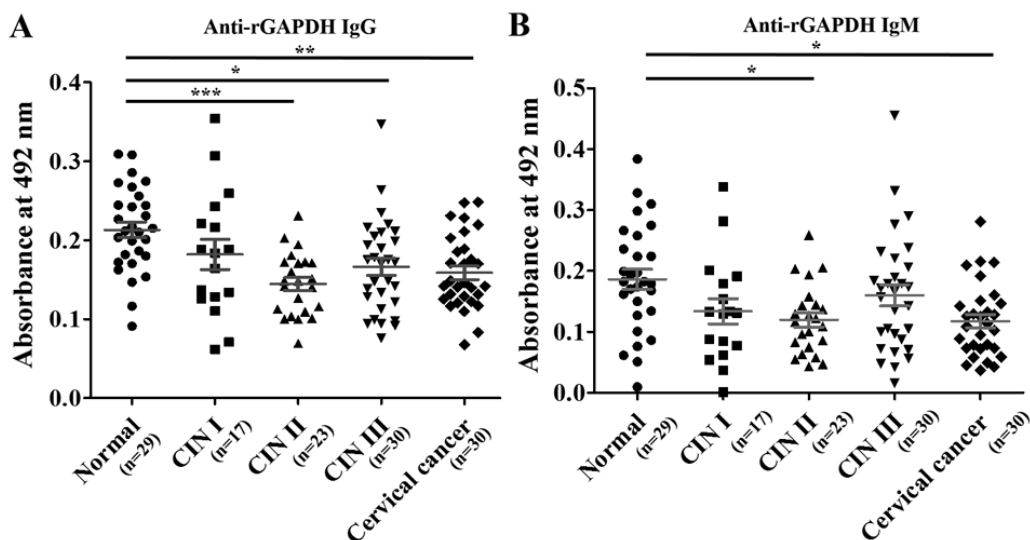 A
Anti-rGAPDH IgG
**
*
***
Absorbance at 492 nm
0.4
0.3
0.2
0.1
0.0
Normal
(n=29)
CIN I
(n=17)
CIN II
(n=23)
CIN III
(n=30)
Cervical cancer
(n=30)
B
Anti-rGAPDH IgM
*
*
Absorbance at 492 nm
0.5
0.4
0.3
0.2
0.1
0.0
Normal
(n=29)
CIN I
(n=17)
CIN II
(n=23)
CIN III
(n=30)
Cervical cancer
(n=30)